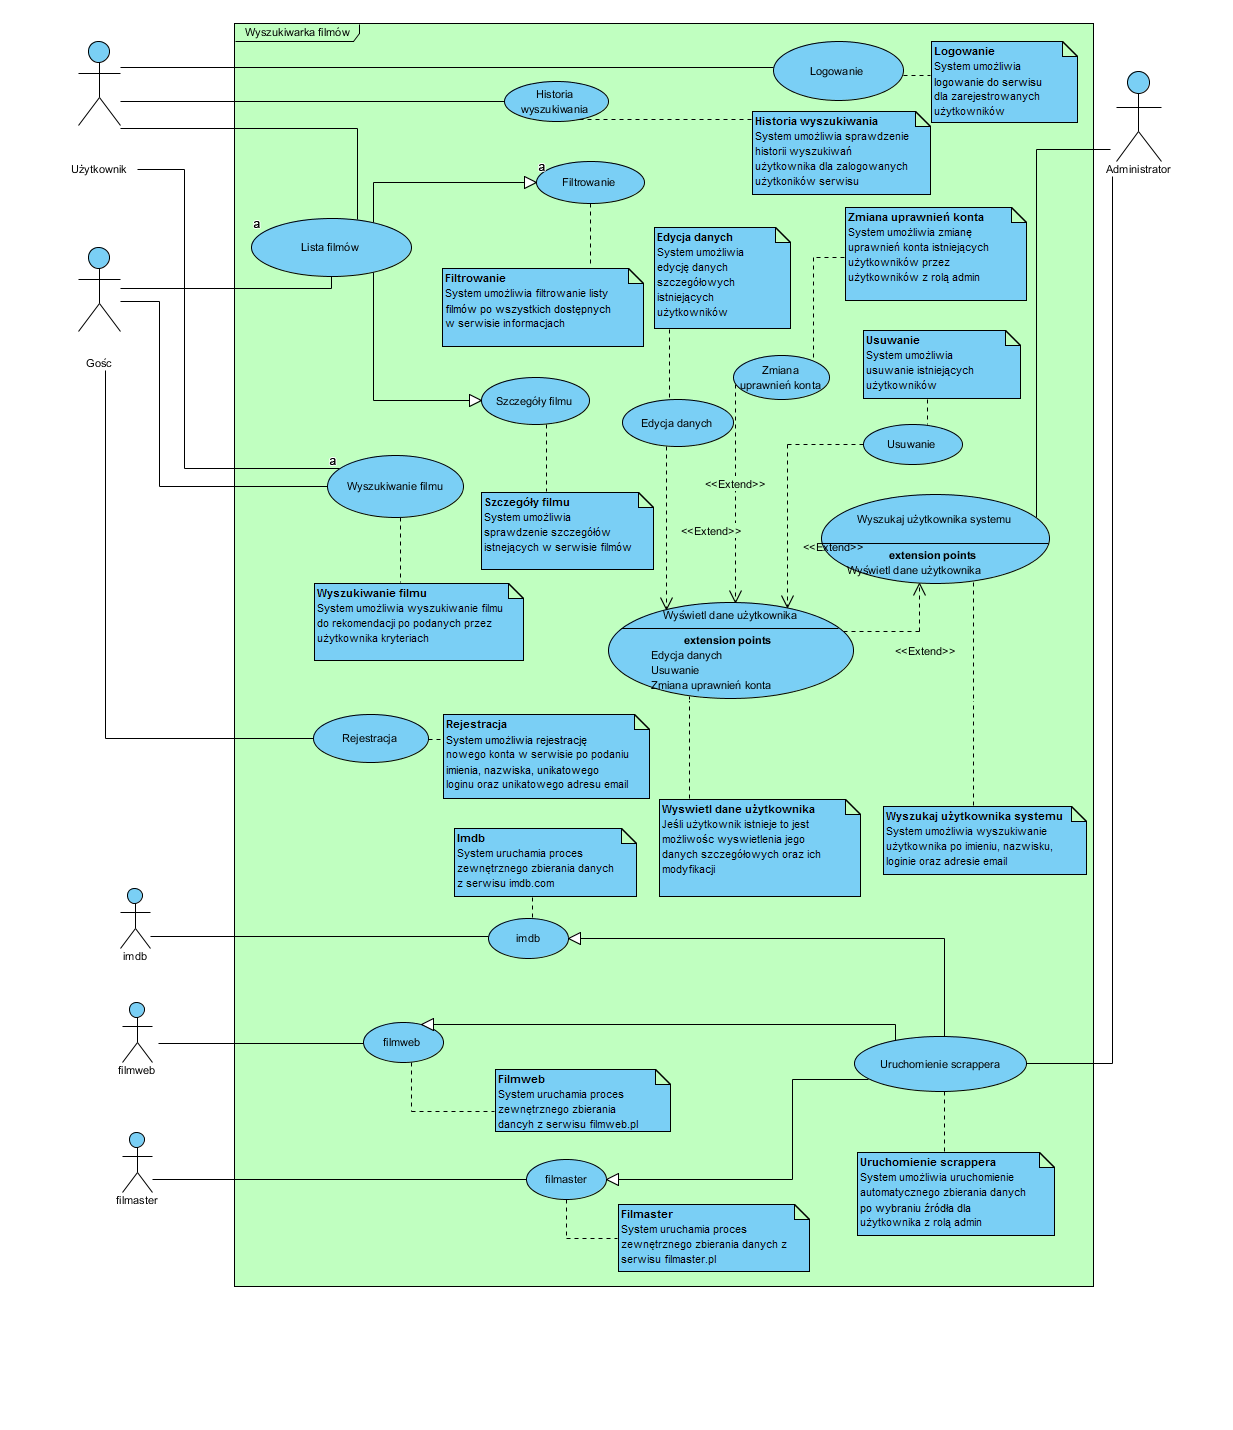 Wyszukiwarka filmów
Użytkownik
Gośc
Administrator
Logowanie
Logowanie
System umożliwia
logowanie do serwisu
dla zarejestrowanych
użytkowników
Historia
wyszukiwania
Historia wyszukiwania
System umożliwia sprawdzenie
historii wyszukiwań
użytkownika dla zalogowanych
użytkoników serwisu
a
Filtrowanie
a
Lista filmów
Filtrowanie
System umożliwia filtrowanie listy
filmów po wszystkich dostępnych
w serwisie informacjach
Edycja danych
System umożliwia
edycję danych
szczegółowych
istniejących
użytkowników
Zmiana uprawnień konta
System umożliwia zmianę
uprawnień konta istniejących
użytkowników przez
użytkowników z rolą admin
Usuwanie
System umożliwia
usuwanie istniejących
użytkowników
Zmiana
uprawnień konta
Szczegóły filmu
Edycja danych
Usuwanie
a
Wyszukiwanie filmu
<<Extend>>
<<Extend>>
<<Extend>>
Szczegóły filmu
System umożliwia
sprawdzenie szczegółów
istnejących w serwisie filmów
Wyszukaj użytkownika systemu
extension points
Wyświetl dane użytkownika
Wyszukiwanie filmu
System umożliwia wyszukiwanie filmu
do rekomendacji po podanych przez
użytkownika kryteriach
Wyświetl dane użytkownika
extension points
Edycja danych
Usuwanie
Zmiana uprawnień konta
<<Extend>>
Rejestracja
Rejestracja
System umożliwia rejestrację
nowego konta w serwisie po podaniu
imienia, nazwiska, unikatowego
loginu oraz unikatowego adresu email
Wyswietl dane użytkownika
Jeśli użytkownik istnieje to jest
możliwośc wyswietlenia jego
danych szczegółowych oraz ich
modyfikacji
Wyszukaj użytkownika systemu
System umożliwia wyszukiwanie
użytkownika po imieniu, nazwisku,
loginie oraz adresie email
Imdb
System uruchamia proces
zewnętrznego zbierania danych
z serwisu imdb.com
imdb
imdb
filmweb
filmweb
Filmweb
System uruchamia proces
zewnętrznego zbierania
dancyh z serwisu filmweb.pl
Uruchomienie scrappera
Uruchomienie scrappera
System umożliwia uruchomienie
automatycznego zbierania danych
po wybraniu źródła dla
użytkownika z rolą admin
filmaster
filmaster
Filmaster
System uruchamia proces
zewnętrznego zbierania danych z
serwisu filmaster.pl